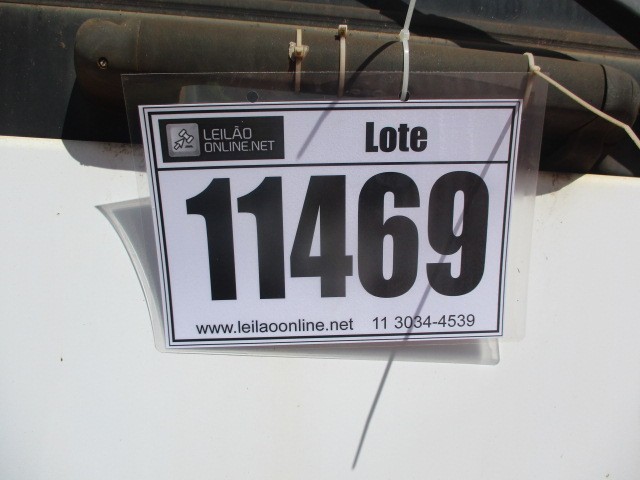 LEILÃO
ONLINE.NET
Lote
11469
www.leilaoonline.net 11 3034-4539